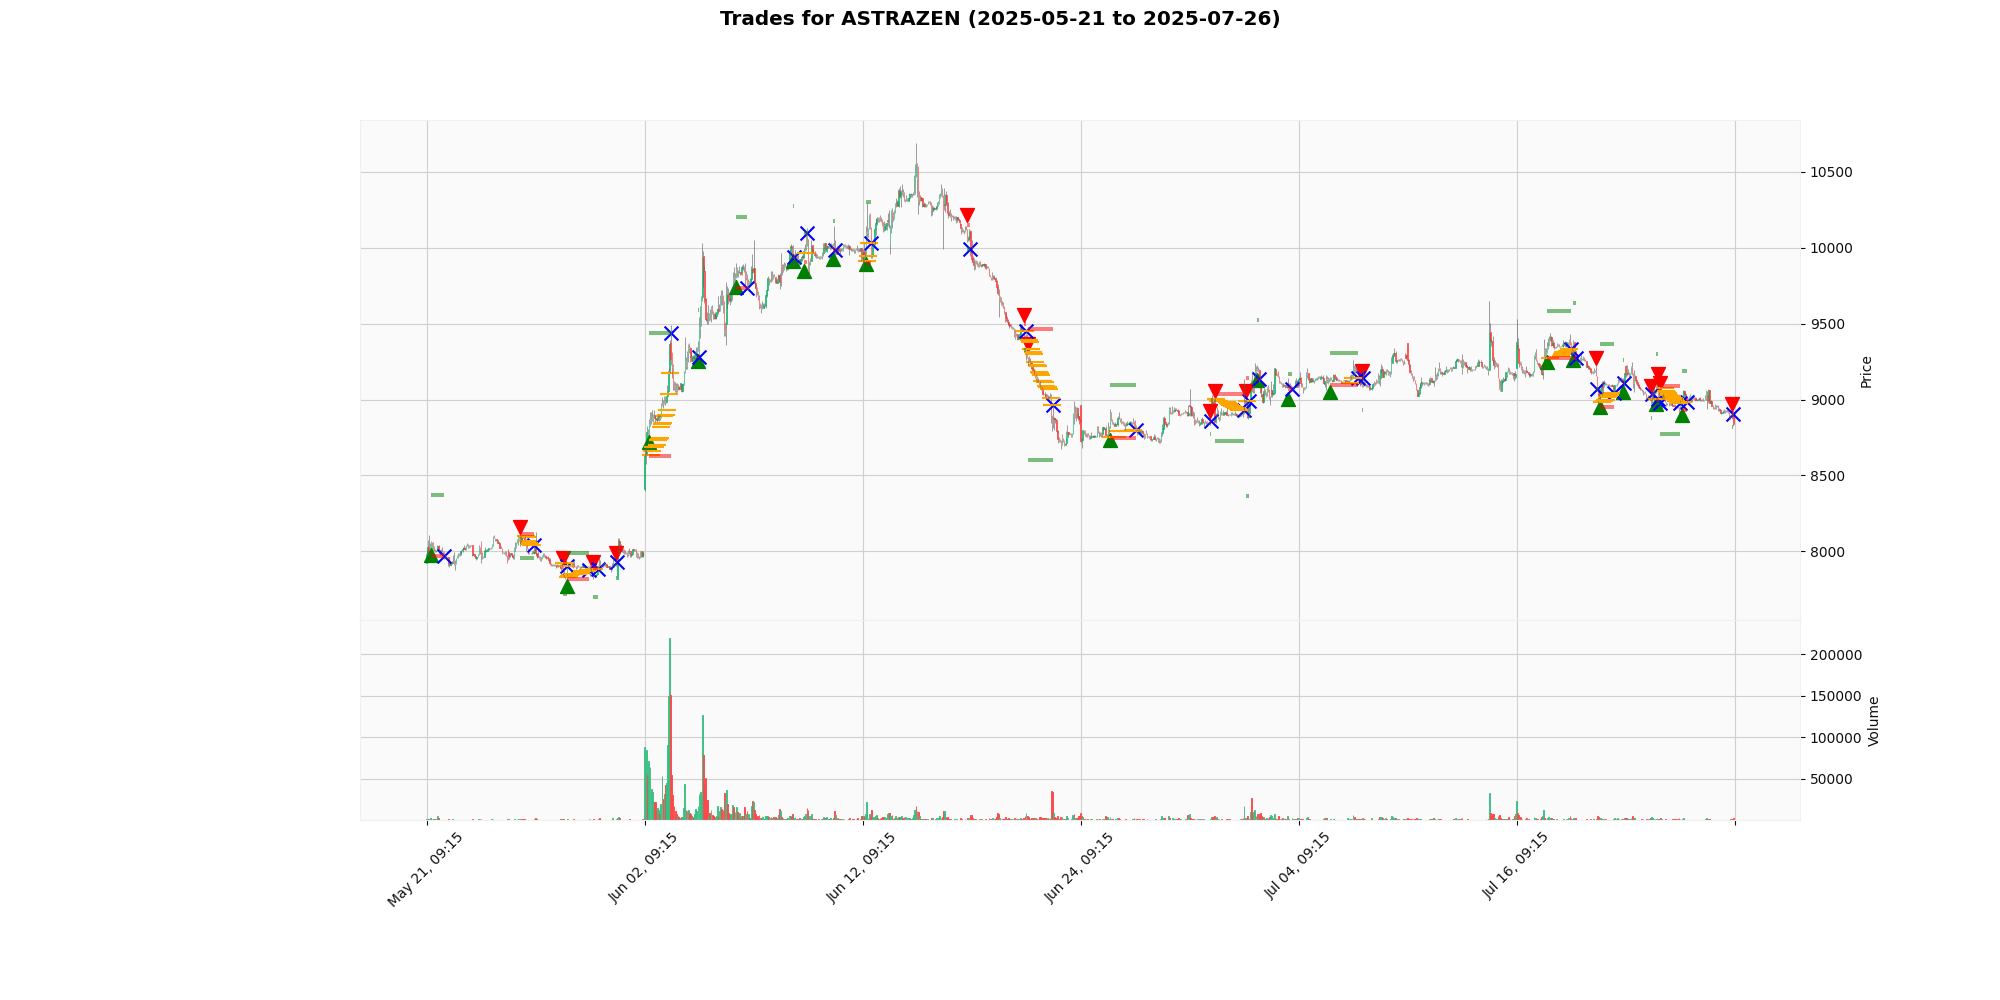 Trades for ASTRAZEN (2025-05-21 to 2025-07-26)
10500
10000
9500
9000
8500
8000
Price
200000
150000
100000
50000
Volume
May 21, 09:15
Jun 02, 09:15
Jun 12, 09:15
Jun 24, 09:15
Jul 04, 09:15
Jul 16, 09:15